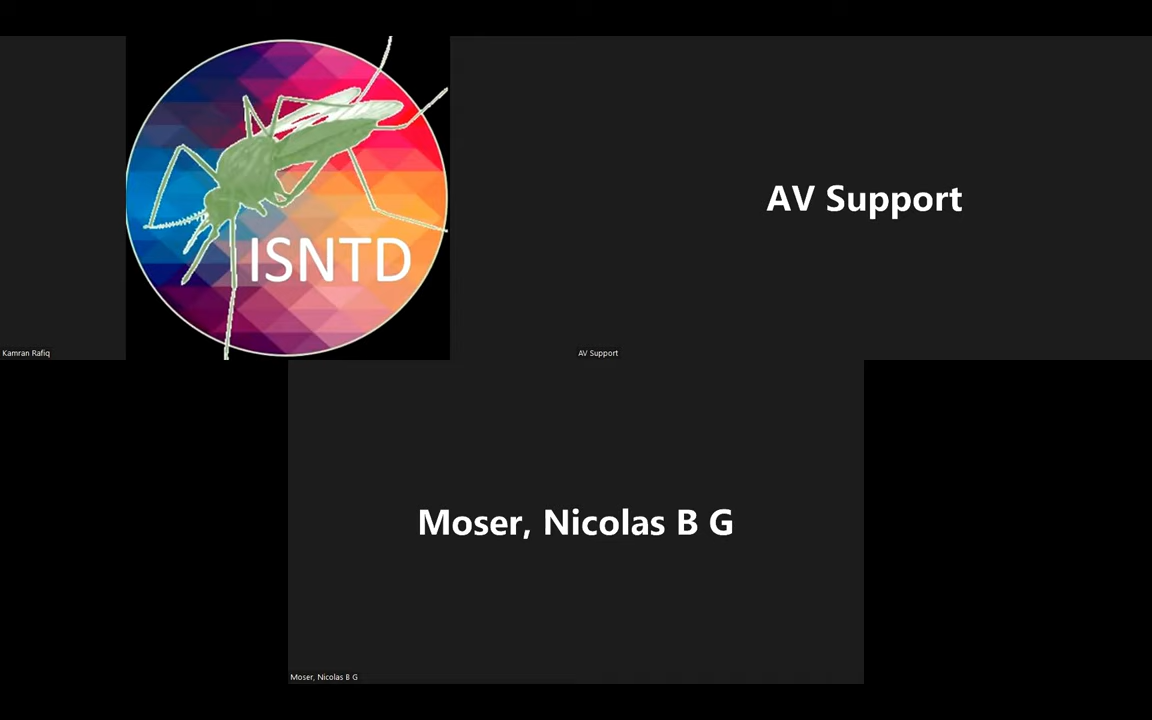 ISNTD
Kamran Rafiq
AV Support
AV Support
Moser, Nicolas B G
Moser, Nicolas B G